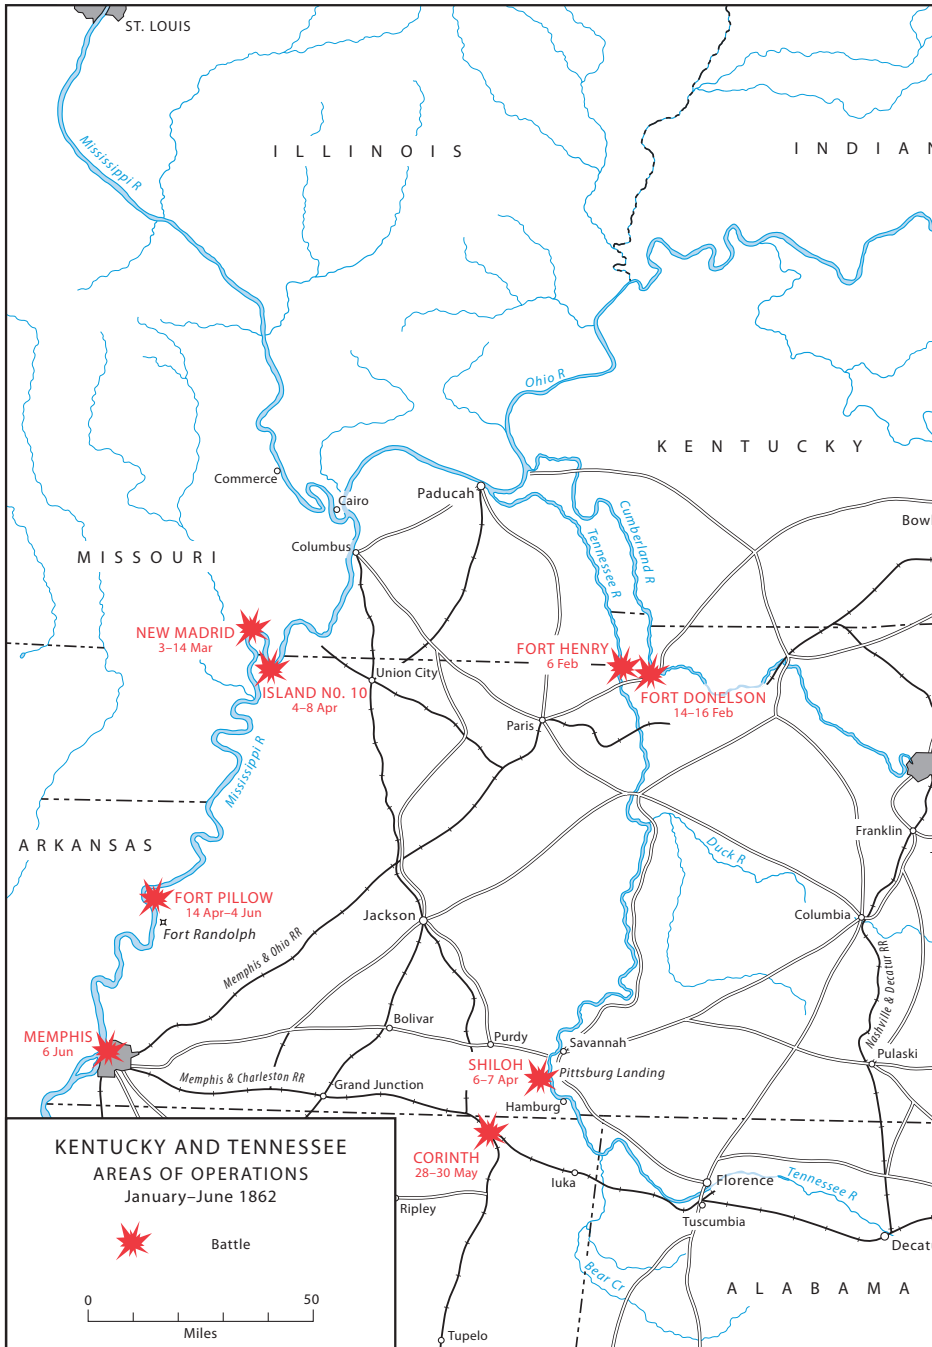 ST. LOUIS
ILLINOIS
INDIAN
Mississippi R
Ohio R
KENTUCKY
Commerce
Cairo
Paducah
Bowl
Columbus
Cumberland R
Tennessee R
MISSOURI
NEW MADRID
3–14 Mar
FORT HENRY
6 Feb
ISLAND N0. 10
4–8 Apr
Union City
FORT DONELSON
14–16 Feb
Paris
Mississippi R
ARKANSAS
Franklin
Duck R
FORT PILLOW
14 Apr–4 Jun
Fort Randolph
Jackson
Columbia
Memphis & Ohio RR
Nashville & Decatur RR
Bolivar
Purdy
Savannah
MEMPHIS
6 Jun
SHILOH
6–7 Apr
Pittsburg Landing
Pulaski
Memphis & Charleston RR
Grand Junction
Hamburg
CORINTH
28–30 May
Iuka
Florence
Tennessee R
Ripley
Tuscumbia
Decatu
Bear Cr
ALABAMA
Tupelo
KENTUCKY AND TENNESSEE
AREAS OF OPERATIONS
January–June 1862
Battle
0 50
Miles